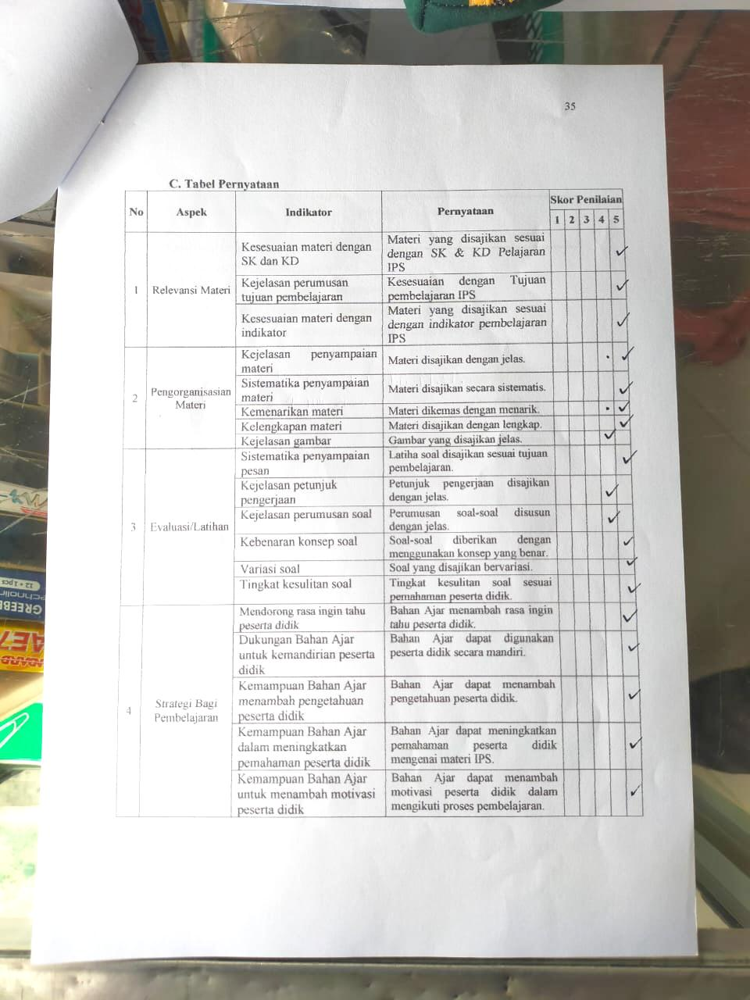 35
C. Tabel Pernyataan
No Aspek Indikator Pernyataan Skor Penilaian
1 2 3 4 5
1 Relevansi Materi
Kesesuaian materi dengan
SK dan KD
Materi yang disajikan sesuai
dengan SK & KD Pelajaran
IPS
✓
Kejelasan perumusan
tujuan pembelajaran
Kesesuaian dengan Tujuan
pembelajaran IPS
✓
Kesesuaian materi dengan
indikator
Materi yang disajikan sesuai
dengan indikator pembelajaran
IPS
✓
2 Pengorganisasian
Materi
Kejelasan penyampaian
materi
Materi disajikan dengan jelas.
✓
Sistematika penyampaian
materi
Materi disajikan secara sistematis.
✓
Kemenarikan materi
Materi dikemas dengan menarik.
✓
Kelengkapan materi
Materi disajikan dengan lengkap.
✓
Kejelasan gambar
Gambar yang disajikan jelas.
✓
3 Evaluasi/Latihan
Sistematika penyampaian
pesan
Latiha soal disajikan sesuai tujuan
pembelajaran.
✓
Kejelasan petunjuk
pengerjaan
Petunjuk pengerjaan disajikan
dengan jelas.
✓
Kejelasan perumusan soal
Perumusan soal-soal disusun
dengan jelas.
✓
Kebenaran konsep soal
Soal-soal diberikan dengan
menggunakan konsep yang benar.
✓
Variasi soal
Soal yang disajikan bervariasi.
✓
Tingkat kesulitan soal
Tingkat kesulitan soal sesuai
pemahaman peserta didik.
✓
4 Strategi Bagi
Pembelajaran
Mendorong rasa ingin tahu
peserta didik
Bahan Ajar menambah rasa ingin
tahu peserta didik.
✓
Dukungan Bahan Ajar
untuk kemandirian peserta
didik
Bahan Ajar dapat digunakan
peserta didik secara mandiri.
✓
Kemampuan Bahan Ajar
menambah pengetahuan
peserta didik
Bahan Ajar dapat menambah
pengetahuan peserta didik.
✓
Kemampuan Bahan Ajar
dalam meningkatkan
pemahaman peserta didik
Bahan Ajar dapat meningkatkan
pemahaman peserta didik
mengenai materi IPS.
✓
Kemampuan Bahan Ajar
untuk menambah motivasi
peserta didik
Bahan Ajar dapat menambah
motivasi peserta didik dalam
mengikuti proses pembelajaran.
✓
12 • 1pcs
GREEBE